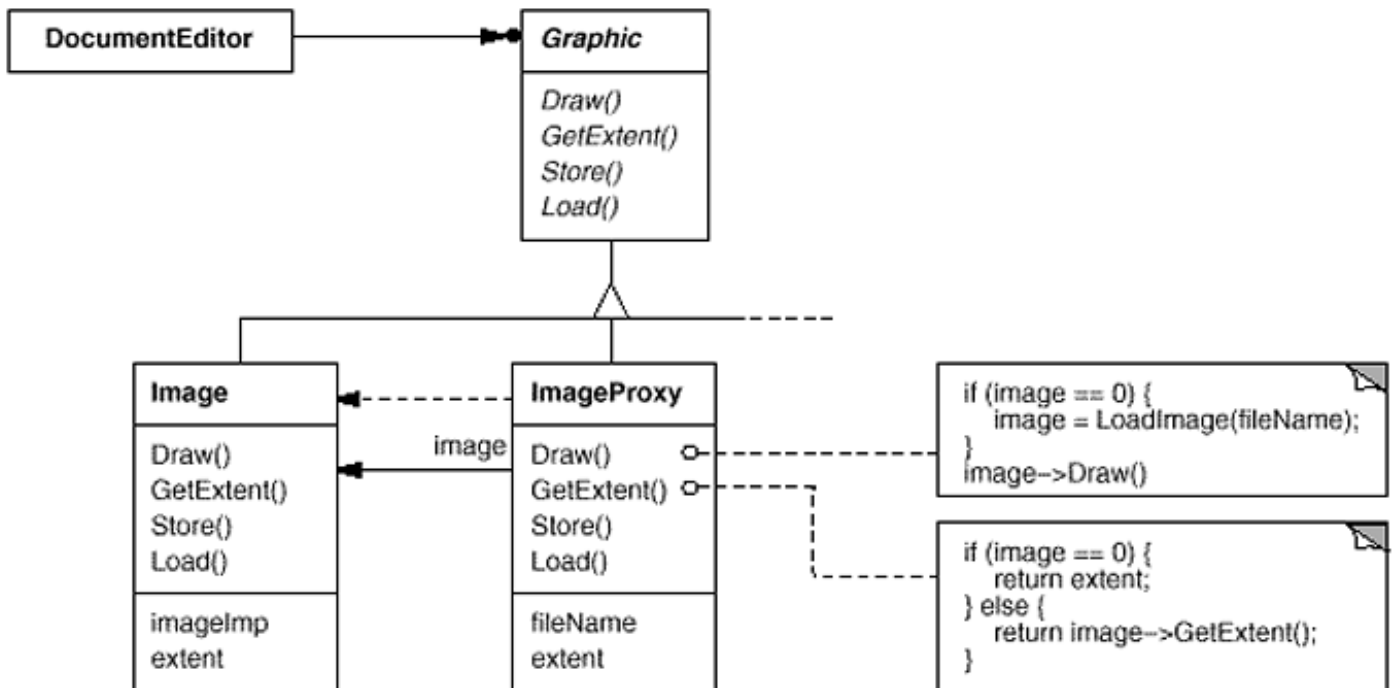 DocumentEditor
Graphic
Draw()
GetExtent()
Store()
Load()
Image
Draw()
GetExtent()
Store()
Load()
imageImp
extent
image
ImageProxy
Draw()
GetExtent()
Store()
Load()
fileName
extent
if (image == 0) {
image = LoadImage(fileName);
}
image->Draw()
if (image == 0) {
return extent;
} else {
return image->GetExtent();
}